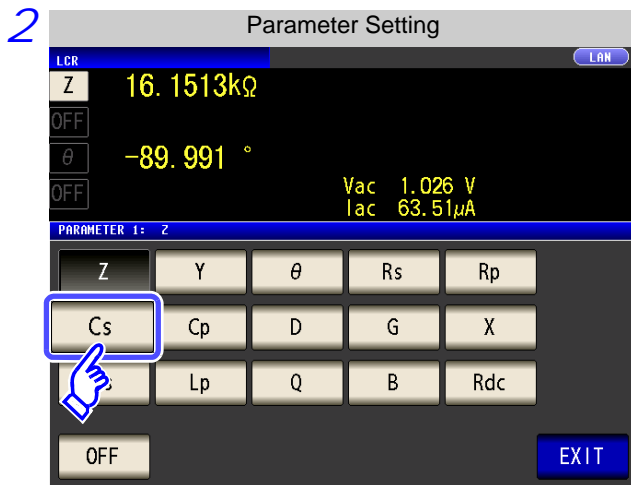 2
Parameter Setting
LCR
LAN
Z 16.1513kΩ
OFF
θ -89.991 °
OFF
Vac 1.026 V
Iac 63.51μA
PARAMETER 1: Z
Z Y θ Rs Rp
Cs Cp D G X
Lp Q B Rdc
OFF EXIT